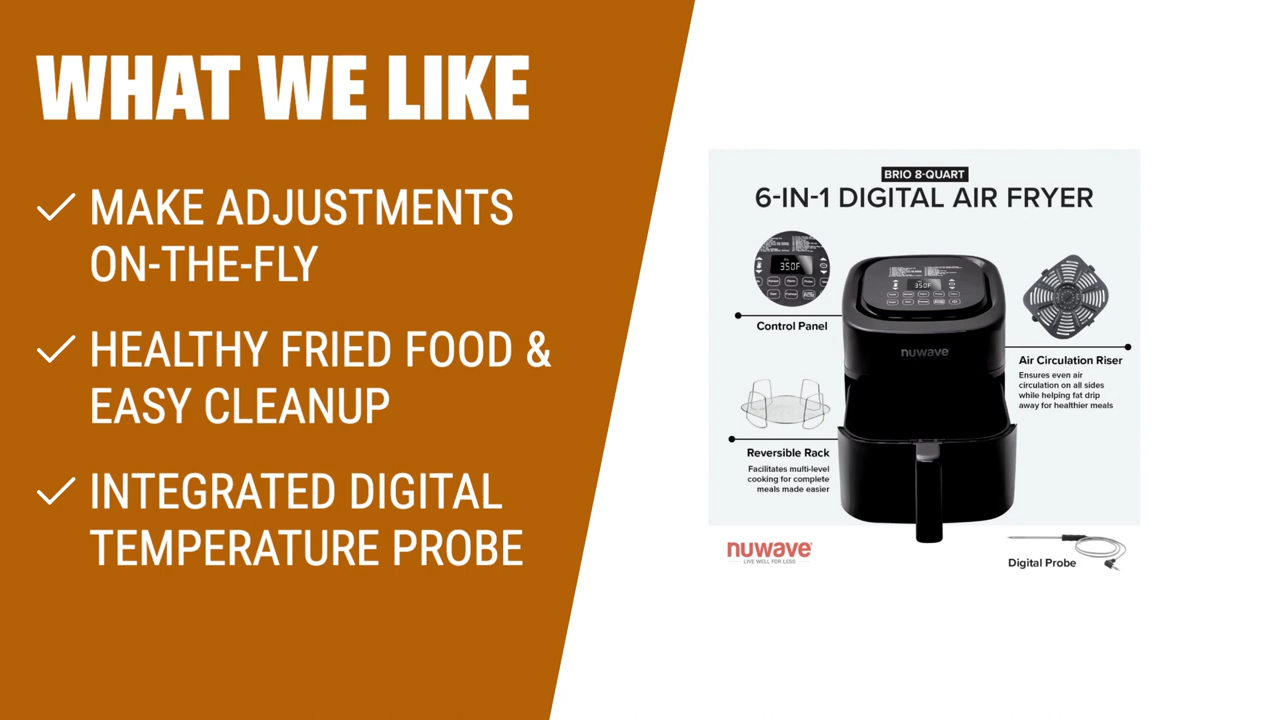 WHAT WE LIKE
MAKE ADJUSTMENTS
ON-THE-FLY
HEALTHY FRIED FOOD &
EASY CLEANUP
INTEGRATED DIGITAL
TEMPERATURE PROBE
BRIO 8-QUART
6-IN-1 DIGITAL AIR FRYER
350F
Control Panel
350F
nuwave
Air Circulation Riser
Ensures even air
circulation on all sides
while helping fat drip
away for healthier meals
Reversible Rack
Facilitates multi-level
cooking for complete
meals made easier
nuwave
LIVE WELL FOR LESS
Digital Probe